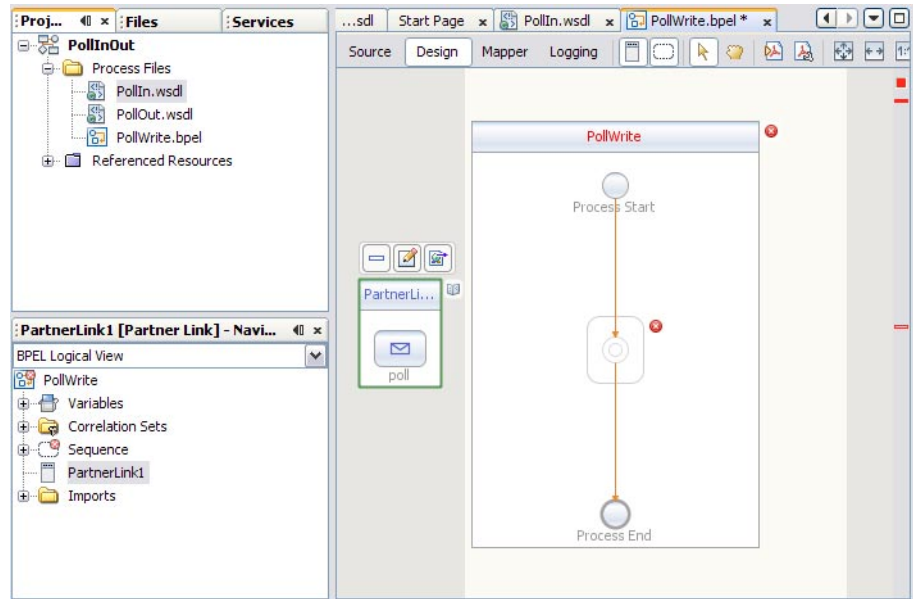 Proj... Files Services
PollInOut
Process Files
PollIn.wsdl
PollOut.wsdl
PollWrite.bpel
Referenced Resources
PartnerLink1 [Partner Link] - Navi...
BPEL Logical View
PollWrite
Variables
Correlation Sets
Sequence
PartnerLink1
Imports
...sdl Start Page PollIn.wsdl PollWrite.bpel *
Source Design Mapper Logging
PollWrite
Process Start
PartnerLi...
poll
Process End